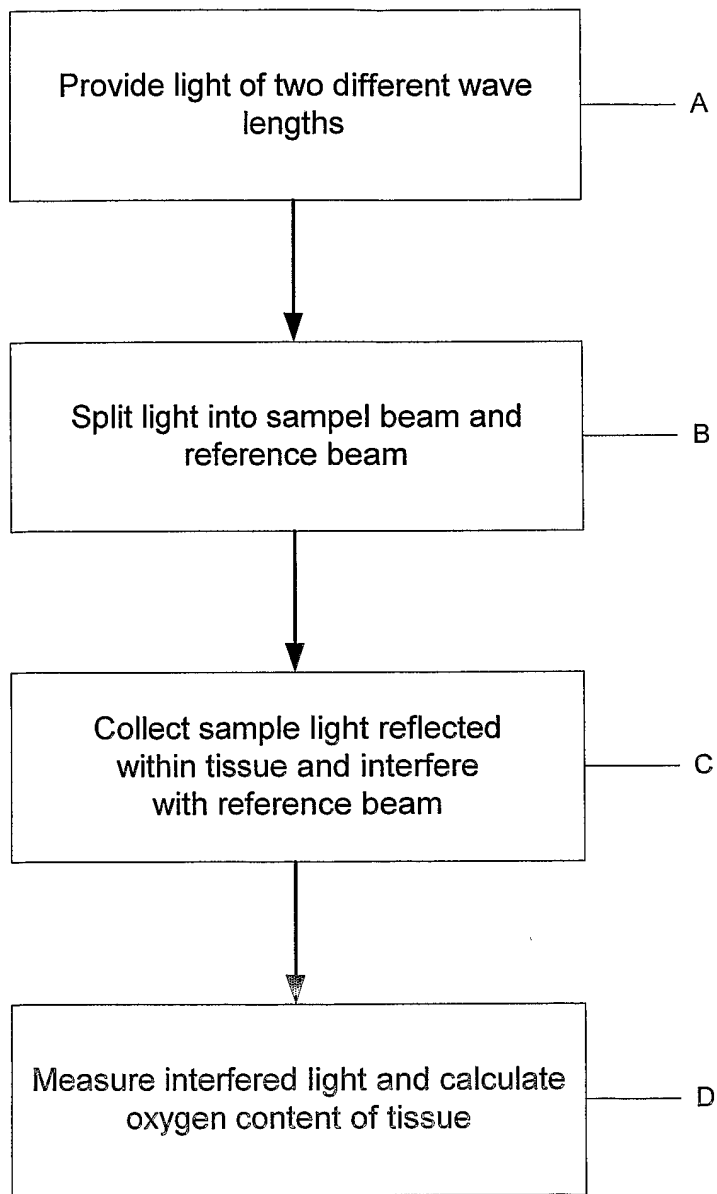 Provide light of two different wave
lengths
A
Split light into sampel beam and
reference beam
B
Collect sample light reflected
within tissue and interfere
with reference beam
C
Measure interfered light and calculate
oxygen content of tissue
D